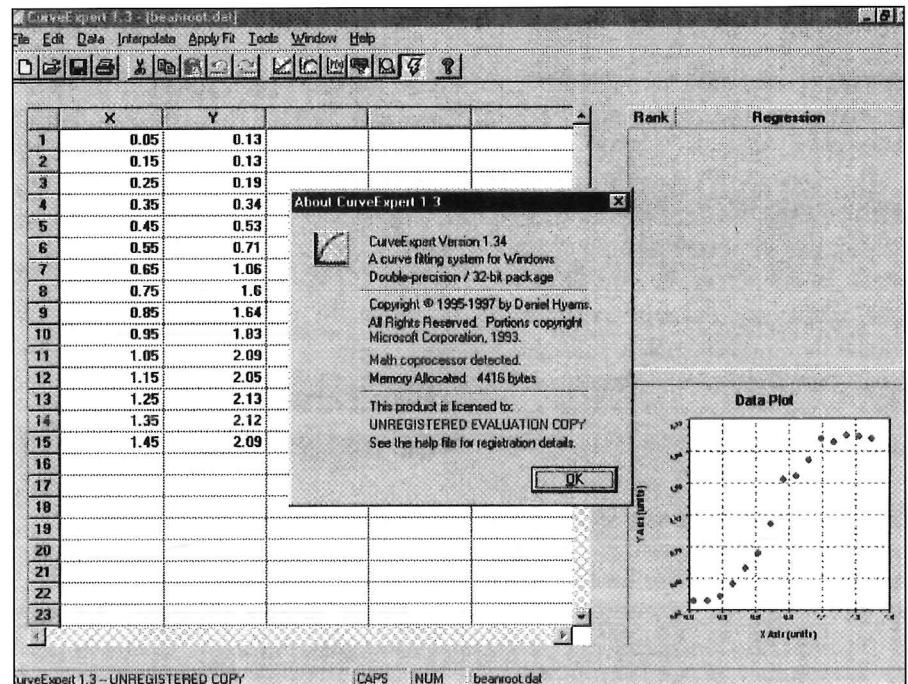 CurveExpert 1.3 - [beanroot.dat]
File Edit Data Interpolate Apply Fit Tools Window Help
X Y
1 0.05 0.13
2 0.15 0.13
3 0.25 0.19
4 0.35 0.34
5 0.45 0.53
6 0.55 0.71
7 0.65 1.06
8 0.75 1.6
9 0.85 1.64
10 0.95 1.83
11 1.05 2.09
12 1.15 2.05
13 1.25 2.13
14 1.35 2.12
15 1.45 2.09
16
17
18
19
20
21
22
23
Rank Regression
About CurveExpert 1.3
CurveExpert Version 1.34
A curve fitting system for Windows
Double-precision / 32-bit package
Copyright © 1995-1997 by Daniel Hyams.
All Rights Reserved. Portions copyright
Microsoft Corporation, 1993.
Math coprocessor detected.
Memory Allocated 4416 bytes
This product is licensed to:
UNREGISTERED EVALUATION COPY
See the help file for registration details.
OK
Data Plot
Y Axis (units)
X Axis (units)
urveExpert 1.3 -- UNREGISTERED COPY CAPS NUM beanroot.dat